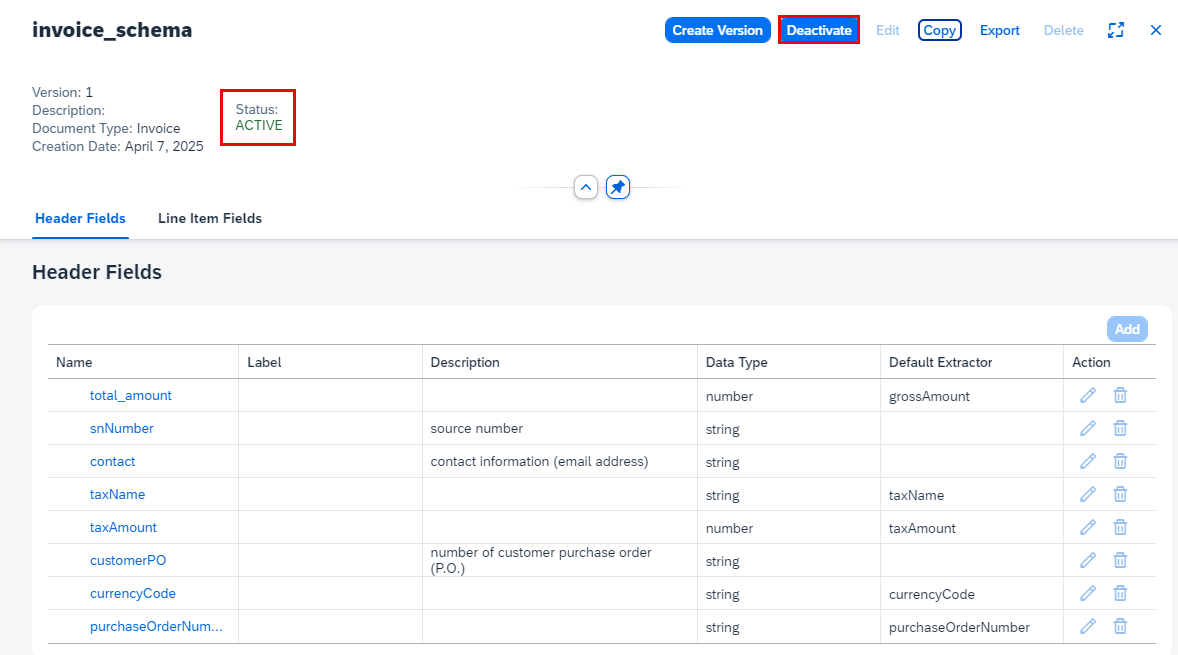 invoice_schema
Create Version Deactivate Edit Copy Export Delete
Version: 1
Description:
Document Type: Invoice
Creation Date: April 7, 2025
Status:
ACTIVE
Header Fields Line Item Fields
Header Fields
Add
Name Label Description Data Type Default Extractor Action
total_amount number grossAmount
snNumber source number string
contact contact information (email address) string
taxName string taxName
taxAmount number taxAmount
customerPO number of customer purchase order (P.O.) string
currencyCode string currencyCode
purchaseOrderNum... string purchaseOrderNumber